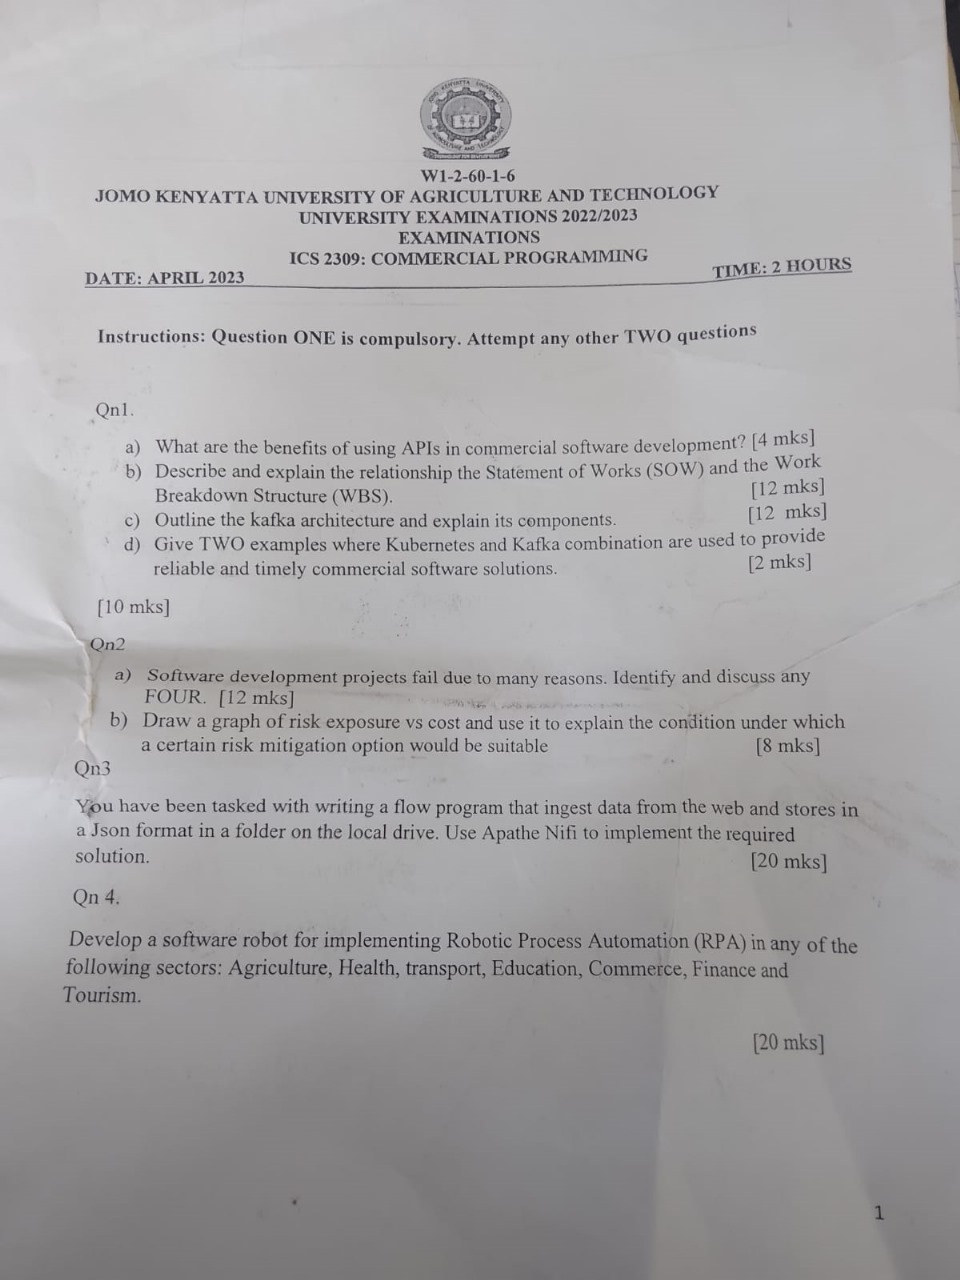 W1-2-60-1-6
JOMO KENYATTA UNIVERSITY OF AGRICULTURE AND TECHNOLOGY
UNIVERSITY EXAMINATIONS 2022/2023
EXAMINATIONS
ICS 2309: COMMERCIAL PROGRAMMING
DATE: APRIL 2023 TIME: 2 HOURS
Instructions: Question ONE is compulsory. Attempt any other TWO questions
Qn1.
a) What are the benefits of using APIs in commercial software development? [4 mks]
b) Describe and explain the relationship the Statement of Works (SOW) and the Work
Breakdown Structure (WBS). [12 mks]
c) Outline the kafka architecture and explain its components. [12 mks]
d) Give TWO examples where Kubernetes and Kafka combination are used to provide
reliable and timely commercial software solutions. [2 mks]
[10 mks]
Qn2
a) Software development projects fail due to many reasons. Identify and discuss any
FOUR. [12 mks]
b) Draw a graph of risk exposure vs cost and use it to explain the condition under which
a certain risk mitigation option would be suitable [8 mks]
Qn3
You have been tasked with writing a flow program that ingest data from the web and stores in
a Json format in a folder on the local drive. Use Apathe Nifi to implement the required
solution. [20 mks]
Qn 4.
Develop a software robot for implementing Robotic Process Automation (RPA) in any of the
following sectors: Agriculture, Health, transport, Education, Commerce, Finance and
Tourism.
[20 mks]
1